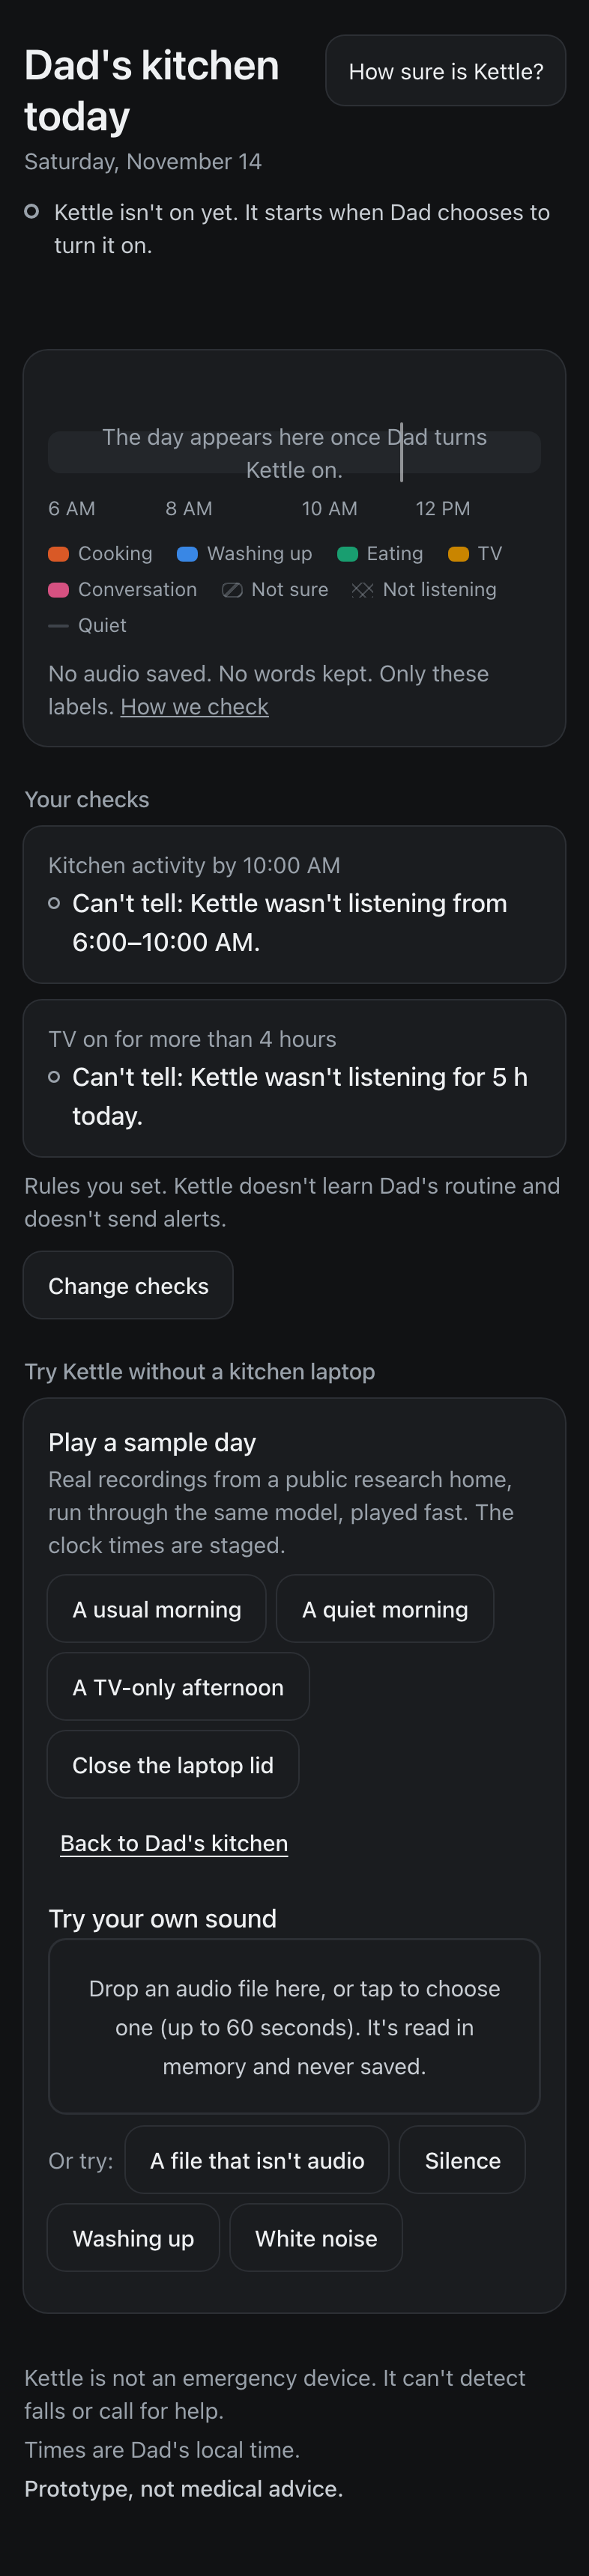 Dad's kitchen
today
How sure is Kettle?
Saturday, November 14
Kettle isn't on yet. It starts when Dad chooses to
turn it on.
The day appears here once Dad turns
Kettle on.
6 AM 8 AM 10 AM 12 PM
Cooking Washing up Eating TV
Conversation Not sure Not listening
Quiet
No audio saved. No words kept. Only these
labels. How we check
Your checks
Kitchen activity by 10:00 AM
Can't tell: Kettle wasn't listening from
6:00–10:00 AM.
TV on for more than 4 hours
Can't tell: Kettle wasn't listening for 5 h
today.
Rules you set. Kettle doesn't learn Dad's routine and
doesn't send alerts.
Change checks
Try Kettle without a kitchen laptop
Play a sample day
Real recordings from a public research home,
run through the same model, played fast. The
clock times are staged.
A usual morning A quiet morning
A TV-only afternoon
Close the laptop lid
Back to Dad's kitchen
Try your own sound
Drop an audio file here, or tap to choose
one (up to 60 seconds). It's read in
memory and never saved.
Or try: A file that isn't audio Silence
Washing up White noise
Kettle is not an emergency device. It can't detect
falls or call for help.
Times are Dad's local time.
Prototype, not medical advice.